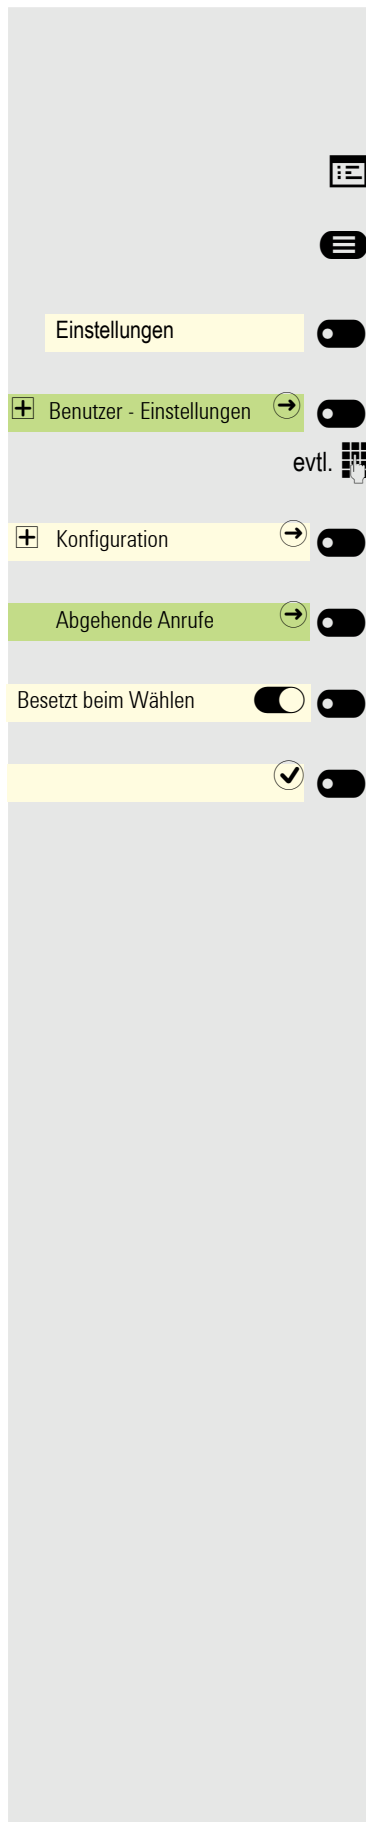 Einstellungen
Benutzer - Einstellungen
evtl.
Konfiguration
Abgehende Anrufe
Besetzt beim Wählen